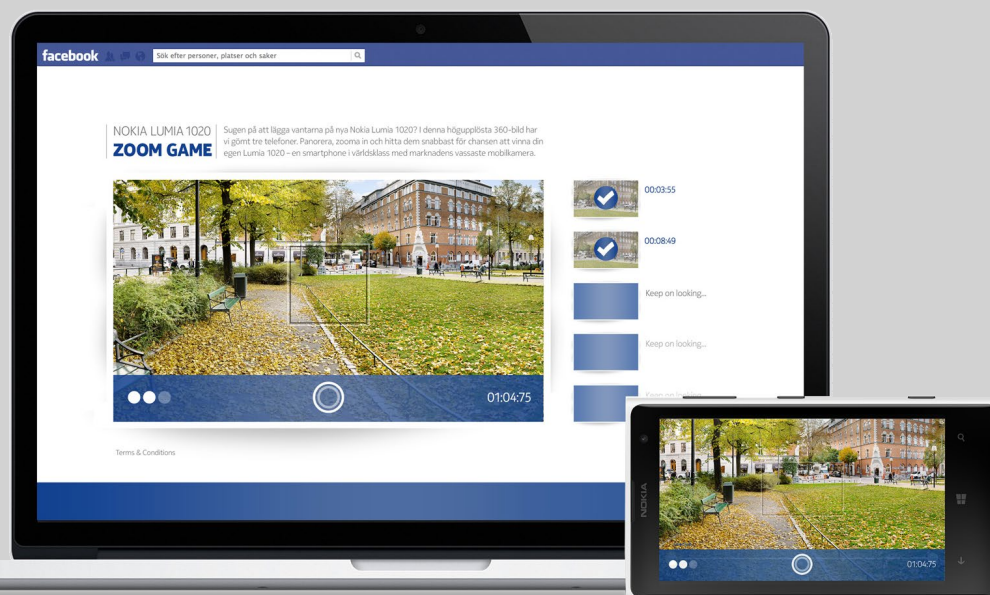 facebook
Sök efter personer, platser och saker
NOKIA LUMIA 1020
ZOOM GAME
Sugen på att lägga vantarna på nya Nokia Lumia 1020? I denna högupplösta 360-bild har
vi gömt tre telefoner. Panorera, zooma in och hitta dem snabbast för chansen att vinna din
egen Lumia 1020 – en smartphone i världsklass med marknadens vassaste mobilkamera.
00:03:55
00:08:49
Keep on looking...
Keep on looking...
Keep on looking...
01:04:75
Terms & Conditions
NOKIA
01:04:75